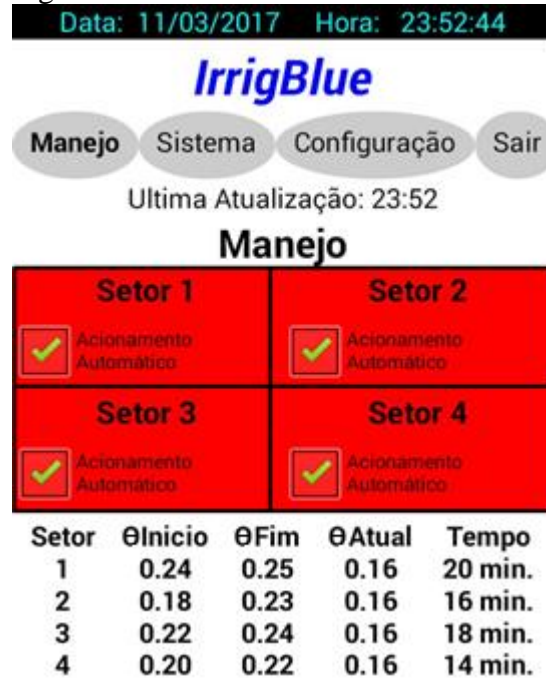 Data: 11/03/2017 Hora: 23:52:44
IrrigBlue
Manejo Sistema Configuração Sair
Ultima Atualização: 23:52
Manejo
Setor 1 Setor 2
Acionamento Acionamento
Automático Automático
Setor 3 Setor 4
Acionamento Acionamento
Automático Automático
Setor ΘInicio ΘFim ΘAtual Tempo
1 0.24 0.25 0.16 20 min.
2 0.18 0.23 0.16 16 min.
3 0.22 0.24 0.16 18 min.
4 0.20 0.22 0.16 14 min.